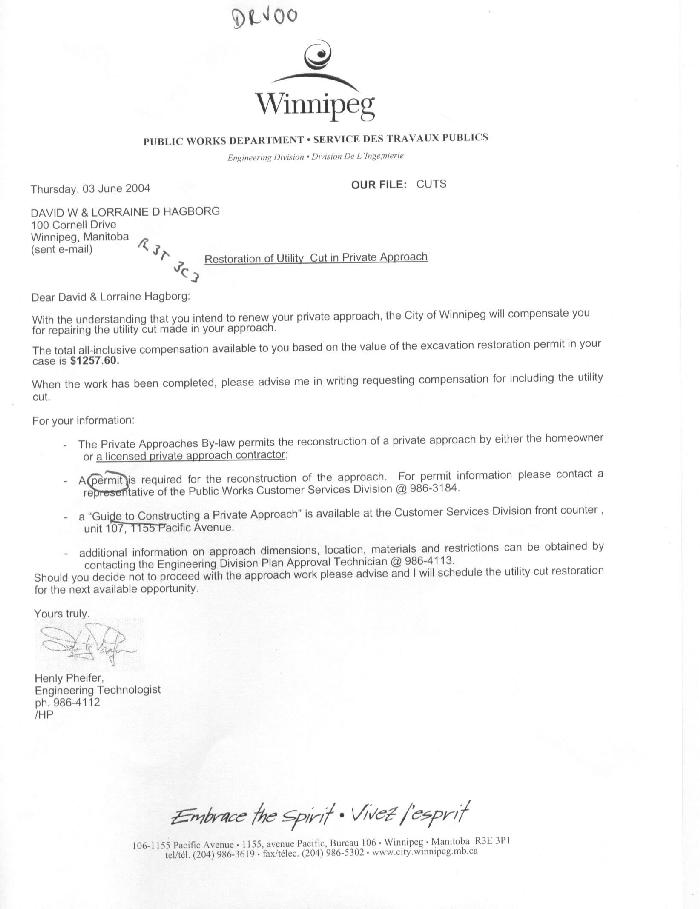 DRV00
Winnipeg
PUBLIC WORKS DEPARTMENT • SERVICE DES TRAVAUX PUBLICS
Engineering Division • Division De L'Ingenierie
Thursday, 03 June 2004
OUR FILE: CUTS
DAVID W & LORRAINE D HAGBORG
100 Cornell Drive
Winnipeg, Manitoba
(sent e-mail)
R3T 3C3
Restoration of Utility Cut in Private Approach
Dear David & Lorraine Hagborg:
With the understanding that you intend to renew your private approach, the City of Winnipeg will compensate you
for repairing the utility cut made in your approach.
The total all-inclusive compensation available to you based on the value of the excavation restoration permit in your
case is $1257.60.
When the work has been completed, please advise me in writing requesting compensation for including the utility
cut.
For your information:
- The Private Approaches By-law permits the reconstruction of a private approach by either the homeowner
or a licensed private approach contractor;
- A permit is required for the reconstruction of the approach. For permit information please contact a
representative of the Public Works Customer Services Division @ 986-3184.
- a "Guide to Constructing a Private Approach" is available at the Customer Services Division front counter ,
unit 107, 1155 Pacific Avenue.
- additional information on approach dimensions, location, materials and restrictions can be obtained by
contacting the Engineering Division Plan Approval Technician @ 986-4113.
Should you decide not to proceed with the approach work please advise and I will schedule the utility cut restoration
for the next available opportunity.
Yours truly,
Henly Pheifer,
Engineering Technologist
ph. 986-4112
/HP
Embrace the Spirit • Vivez l'esprit
106-1155 Pacific Avenue • 1155, avenue Pacific, Bureau 106 • Winnipeg • Manitoba R3E 3P1
tel/tél. (204) 986-3619 • fax/télec. (204) 986-5302 • www.city.winnipeg.mb.ca